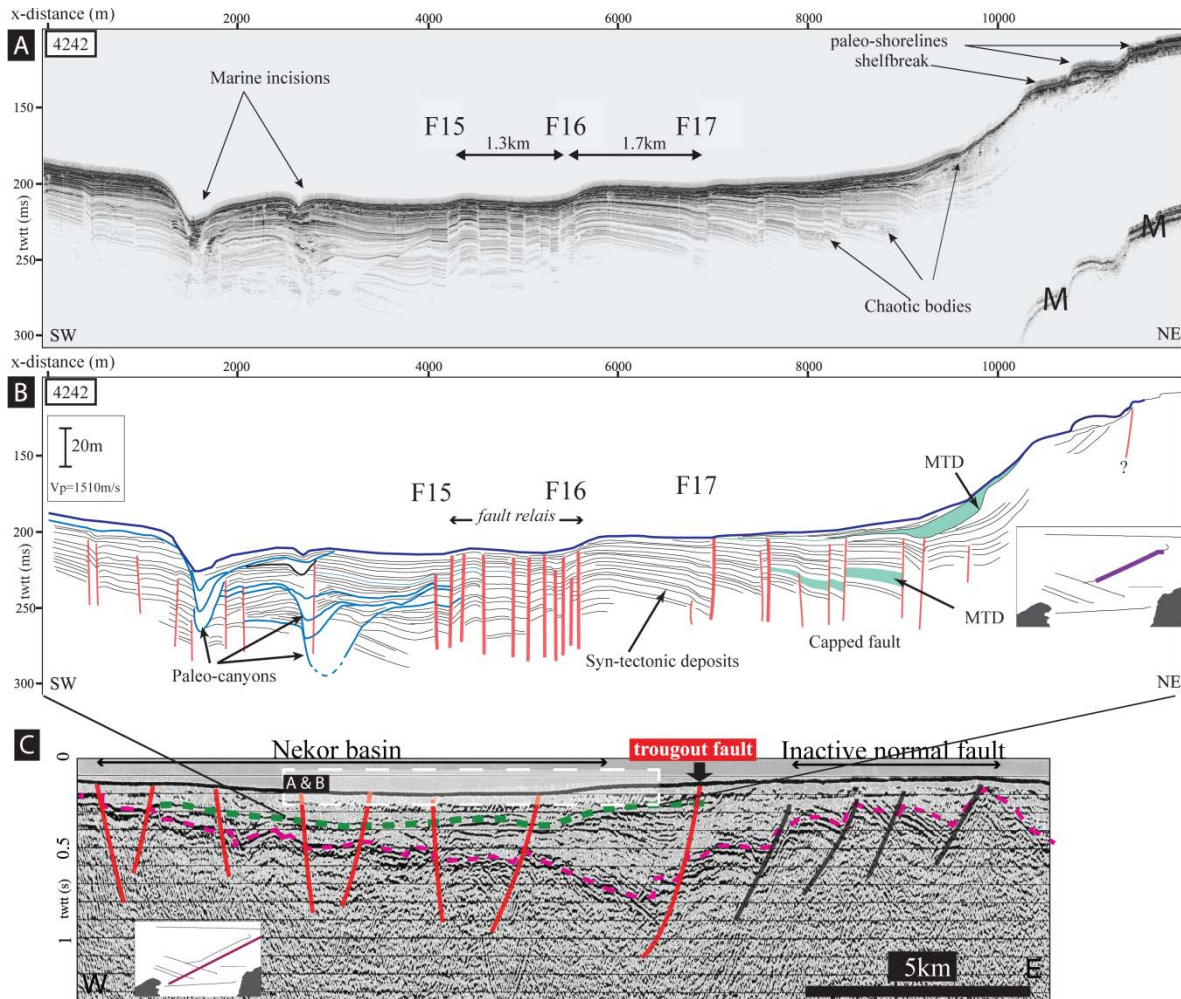 x-distance (m) 2000 4000 6000 8000 10000
A 4242
paleo-shorelines
shelfbreak
Marine incisions
150
F15 F16 F17
1.3km 1.7km
200
twtt (ms)
250
M
M
Chaotic bodies
300
SW NE
x-distance (m) 2000 4000 6000 8000 10000
B 4242
20m
Vp=1510m/s
150
MTD
?
F15 F16 F17
fault relais
200
twtt (ms)
250
MTD
Capped fault
Syn-tectonic deposits
Paleo-canyons
300
SW NE
C
0
Nekor basin trougout fault Inactive normal fault
A & B
0.5
twtt (s)
1
5km
W E